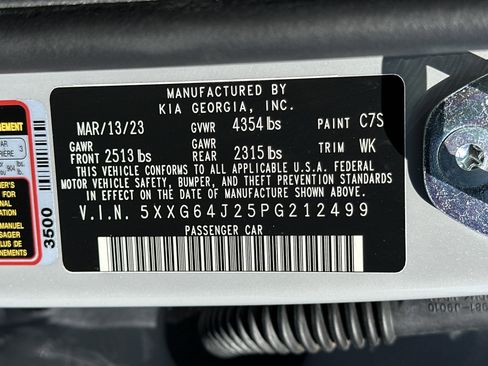 MANUFACTURED BY
KIA GEORGIA, INC.
MAR/13/23 GVWR 4354 lbs PAINT C7S
GAWR GAWR
FRONT 2513 lbs REAR 2315 lbs TRIM WK
THIS VEHICLE CONFORMS TO ALL APPLICABLE U.S.A. FEDERAL
MOTOR VEHICLE SAFETY, BUMPER, AND THEFT PREVENTION
STANDARDS IN EFFECT ON THE DATE OF MANUFACTURE SHOWN ABOVE.
V.I.N. 5XXG64J25PG212499
PASSENGER CAR
3
3500